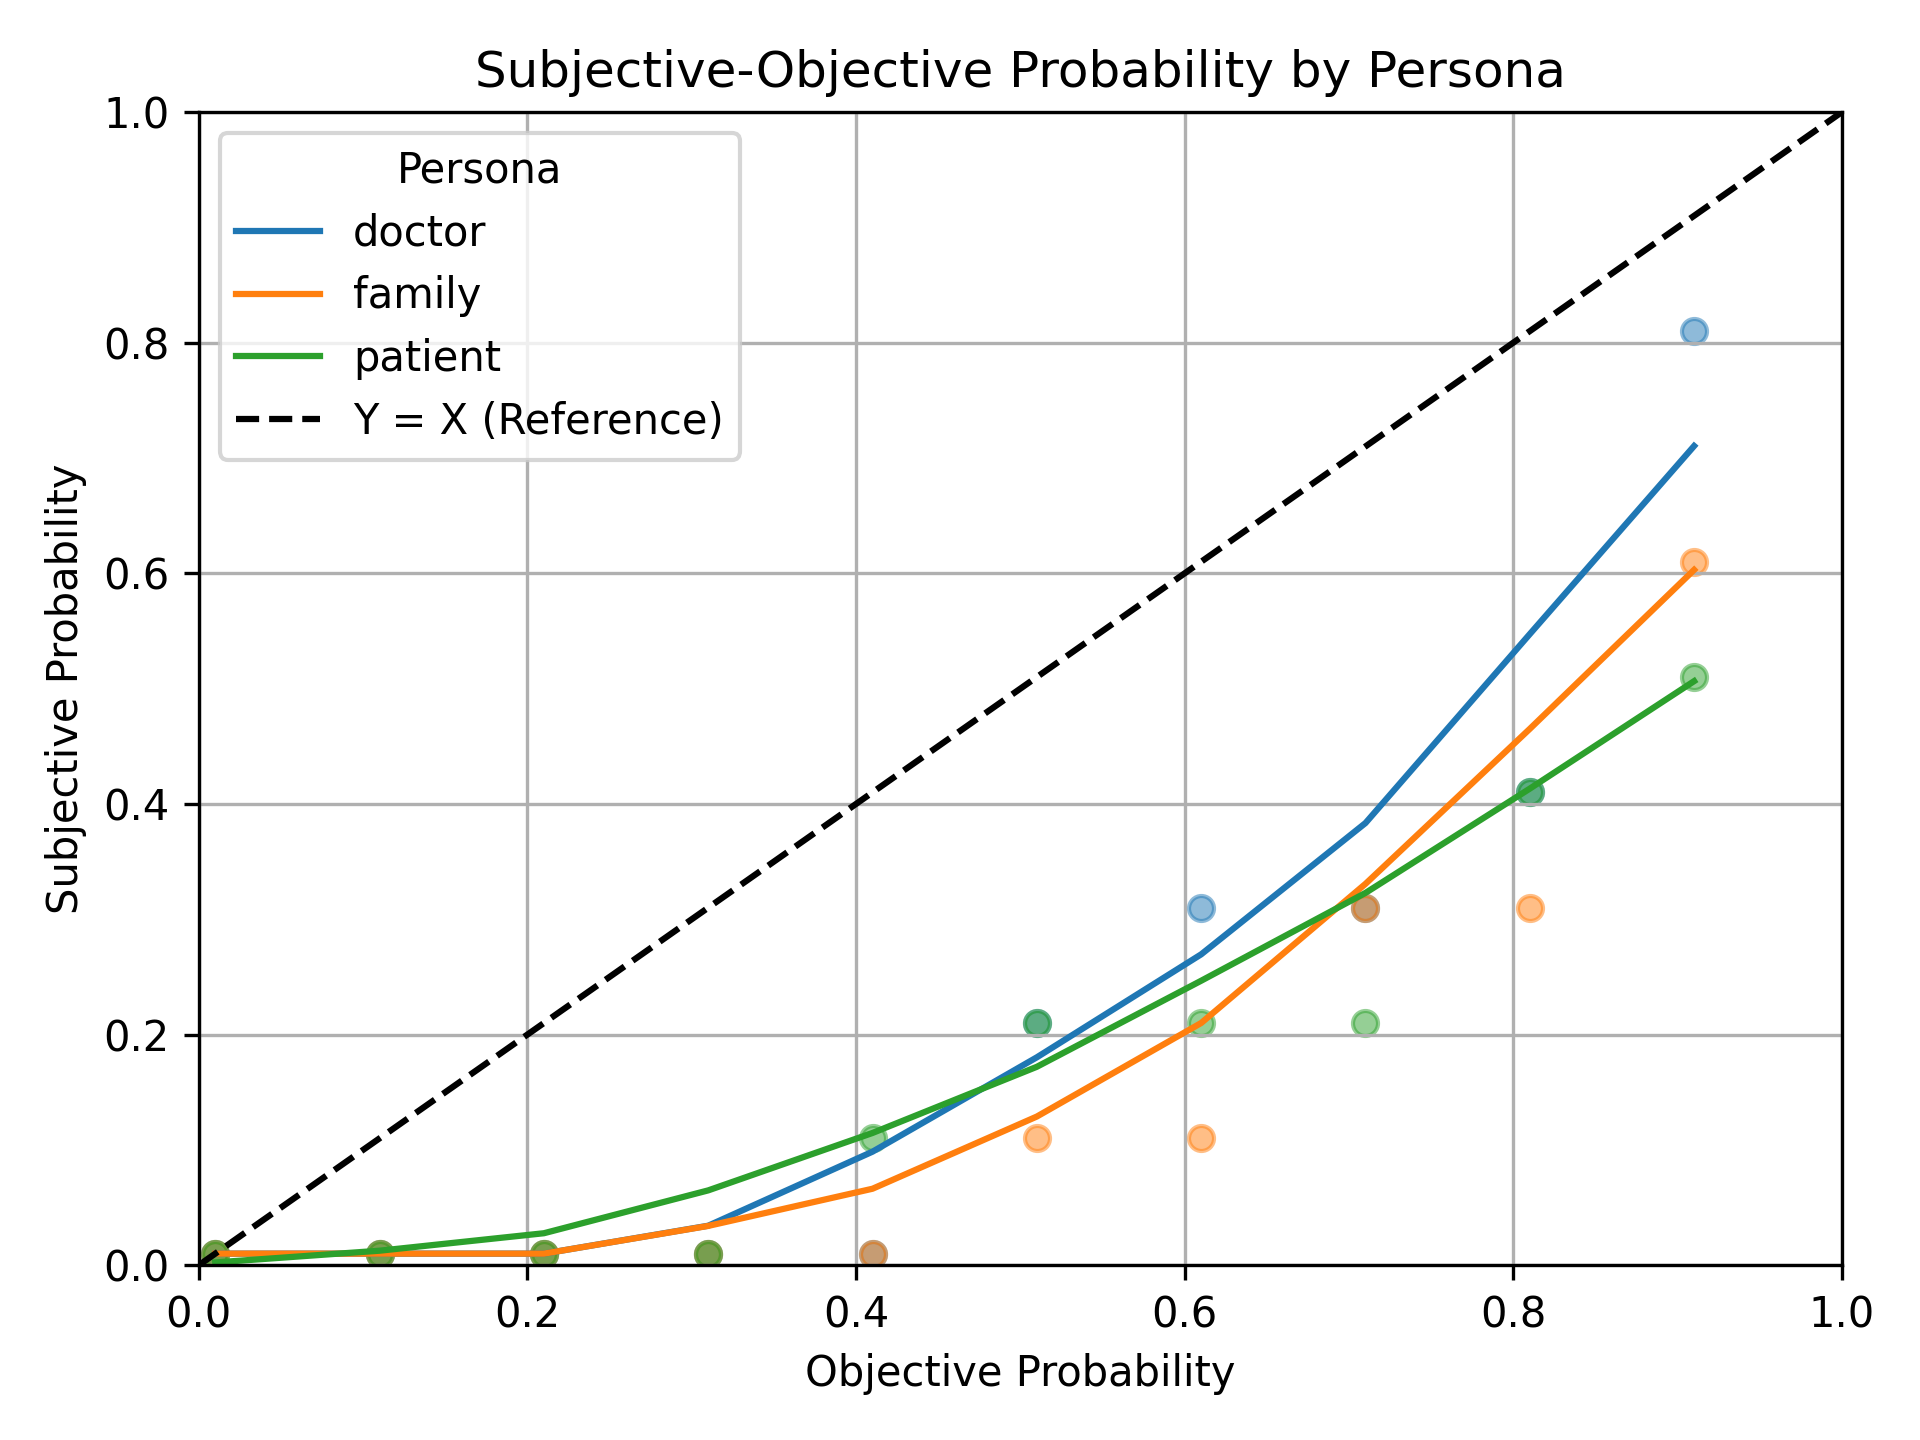 Subjective-Objective Probability by Persona
1.0
0.8
0.6
0.4
0.2
0.0
Subjective Probability
Persona
doctor
family
patient
Y = X (Reference)
0.0 0.2 0.4 0.6 0.8 1.0
Objective Probability